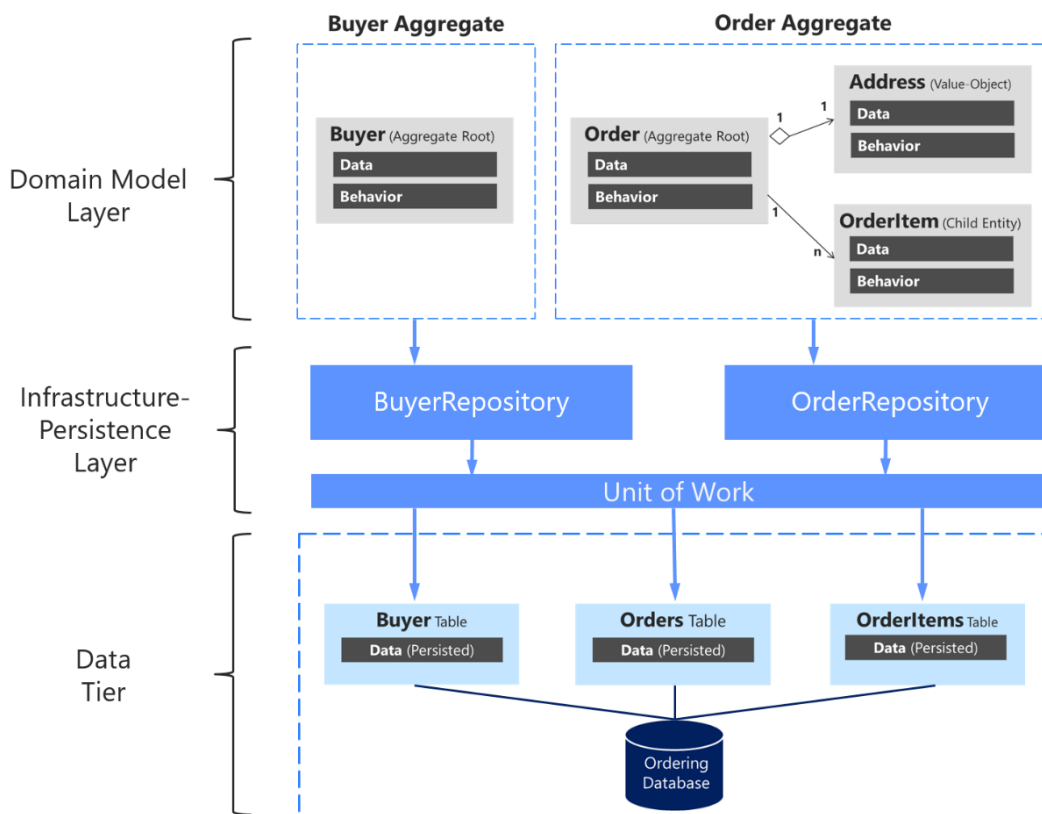 Buyer Aggregate
Order Aggregate
Domain Model
Layer
Buyer (Aggregate Root)
Data
Behavior
Order (Aggregate Root)
Data
Behavior
1
1
Address (Value-Object)
Data
Behavior
1
n
OrderItem (Child Entity)
Data
Behavior
Infrastructure-
Persistence
Layer
BuyerRepository
OrderRepository
Unit of Work
Data
Tier
Buyer Table
Data (Persisted)
Orders Table
Data (Persisted)
OrderItems Table
Data (Persisted)
Ordering
Database